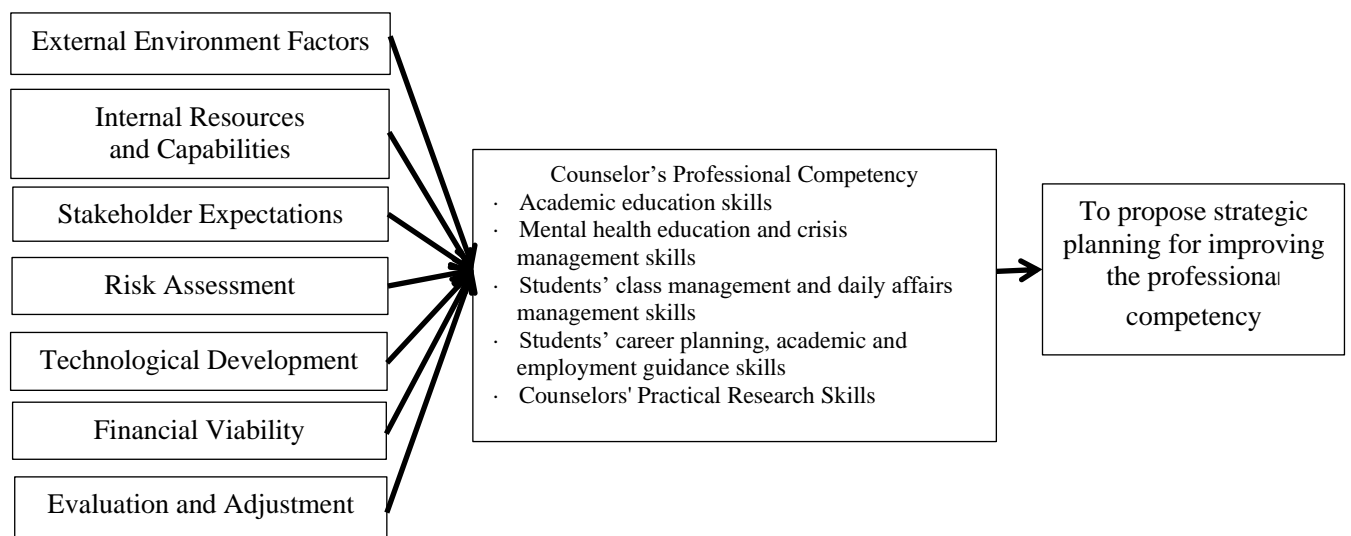 External Environment Factors
Internal Resources
and Capabilities
Stakeholder Expectations
Risk Assessment
Technological Development
Financial Viability
Evaluation and Adjustment
Counselor’s Professional Competency
· Academic education skills
· Mental health education and crisis
management skills
· Students’ class management and daily affairs
management skills
· Students’ career planning, academic and
employment guidance skills
· Counselors' Practical Research Skills
To propose strategic
planning for improving
the professional
competency